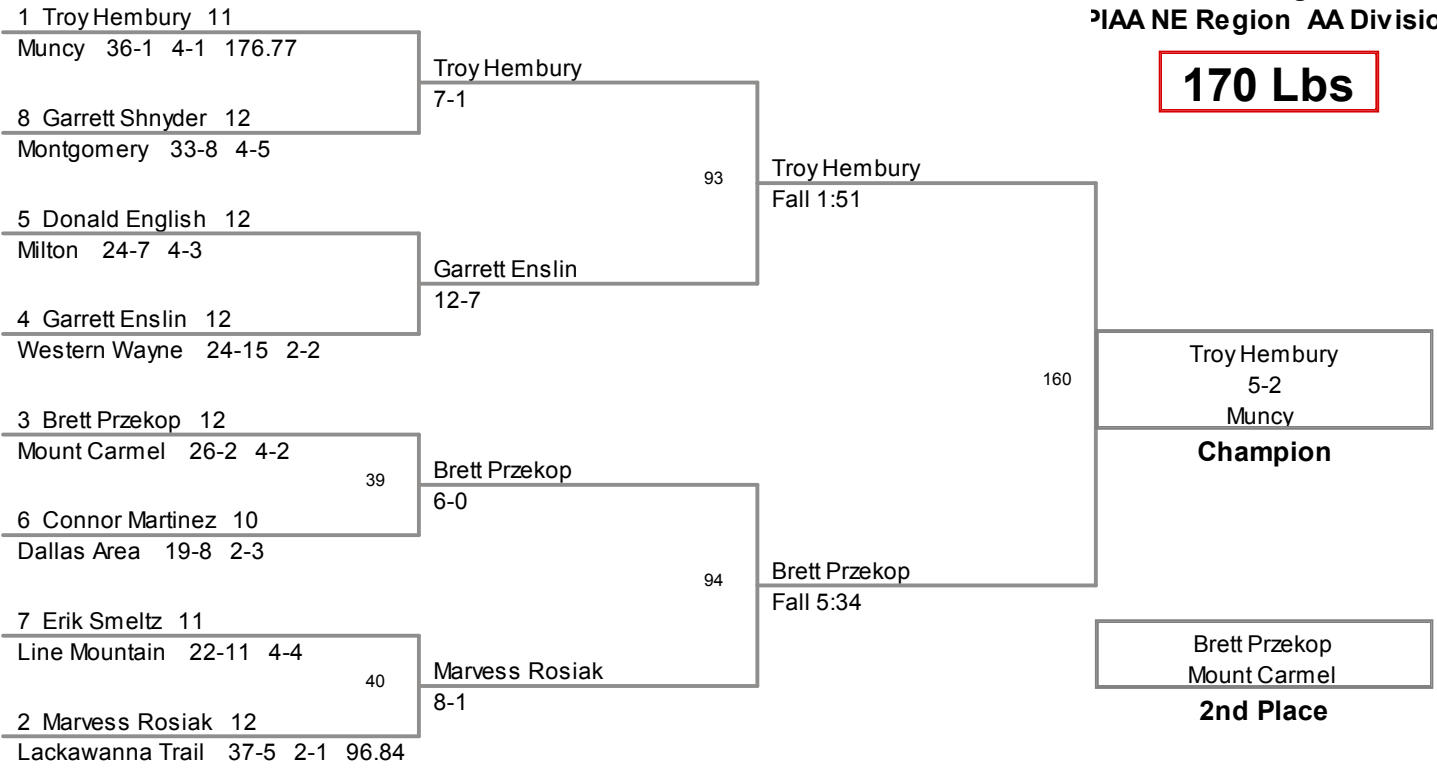 PIAA NE Region AA Divisio
170 Lbs
1 Troy Hembury 11
Muncy 36-1 4-1 176.77
8 Garrett Shnyder 12
Montgomery 33-8 4-5
5 Donald English 12
Milton 24-7 4-3
4 Garrett Enslin 12
Western Wayne 24-15 2-2
3 Brett Przekop 12
Mount Carmel 26-2 4-2
39
6 Connor Martinez 10
Dallas Area 19-8 2-3
7 Erik Smeltz 11
Line Mountain 22-11 4-4
40
2 Marvess Rosiak 12
Lackawanna Trail 37-5 2-1 96.84
Troy Hembury
7-1
93
Garrett Enslin
12-7
Brett Przekop
6-0
94
Marvess Rosiak
8-1
Troy Hembury
Fall 1:51
160
Brett Przekop
Fall 5:34
Troy Hembury
5-2
Muncy
Champion
Brett Przekop
Mount Carmel
2nd Place